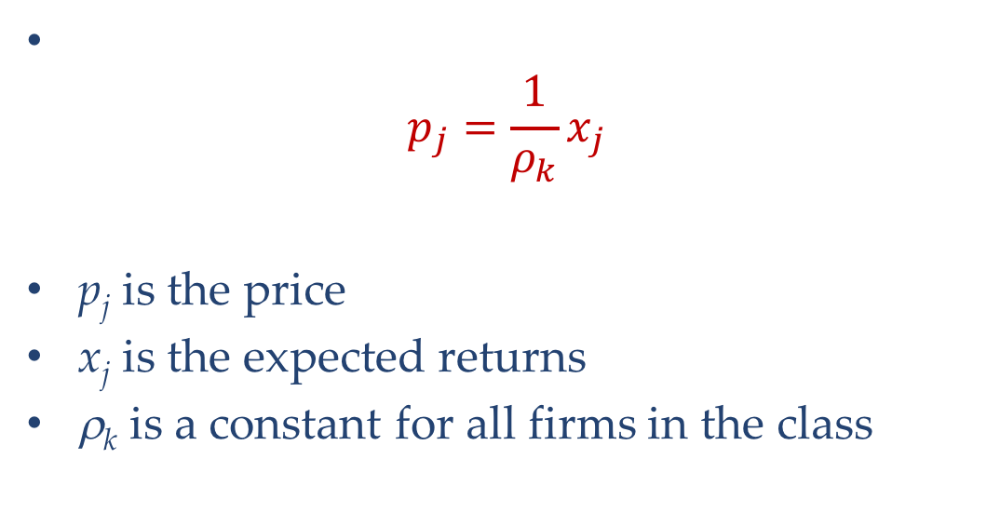 •
p_j = \frac{1}{ρ_k} x_j
• p_j is the price
• x_j is the expected returns
• ρ_k is a constant for all firms in the class